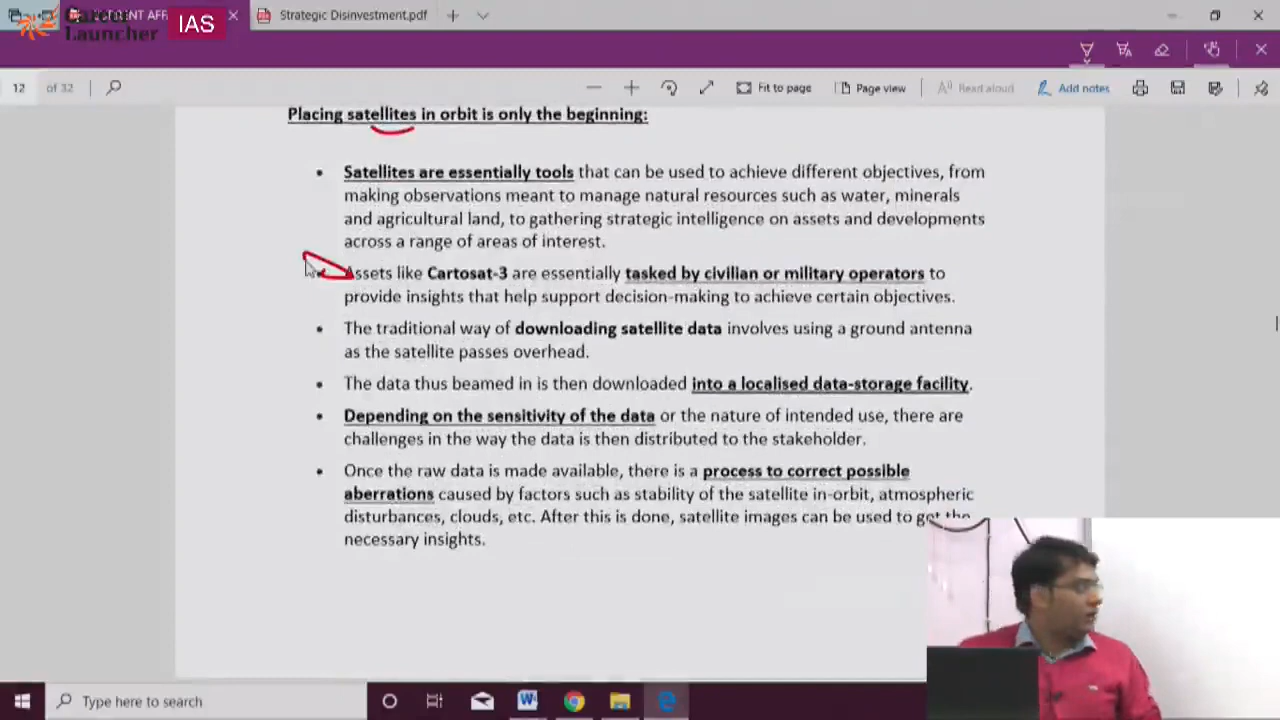 Career
Launcher
IAS
CURRENT AFF
Strategic Disinvestment.pdf
12 of 32
Fit to page
Page view
Read aloud
Add notes
Placing satellites in orbit is only the beginning:
• Satellites are essentially tools that can be used to achieve different objectives, from
making observations meant to manage natural resources such as water, minerals
and agricultural land, to gathering strategic intelligence on assets and developments
across a range of areas of interest.
Assets like Cartosat-3 are essentially tasked by civilian or military operators to
provide insights that help support decision-making to achieve certain objectives.
• The traditional way of downloading satellite data involves using a ground antenna
as the satellite passes overhead.
• The data thus beamed in is then downloaded into a localised data-storage facility.
• Depending on the sensitivity of the data or the nature of intended use, there are
challenges in the way the data is then distributed to the stakeholder.
• Once the raw data is made available, there is a process to correct possible
aberrations caused by factors such as stability of the satellite in-orbit, atmospheric
disturbances, clouds, etc. After this is done, satellite images can be used to get the
necessary insights.
Type here to search